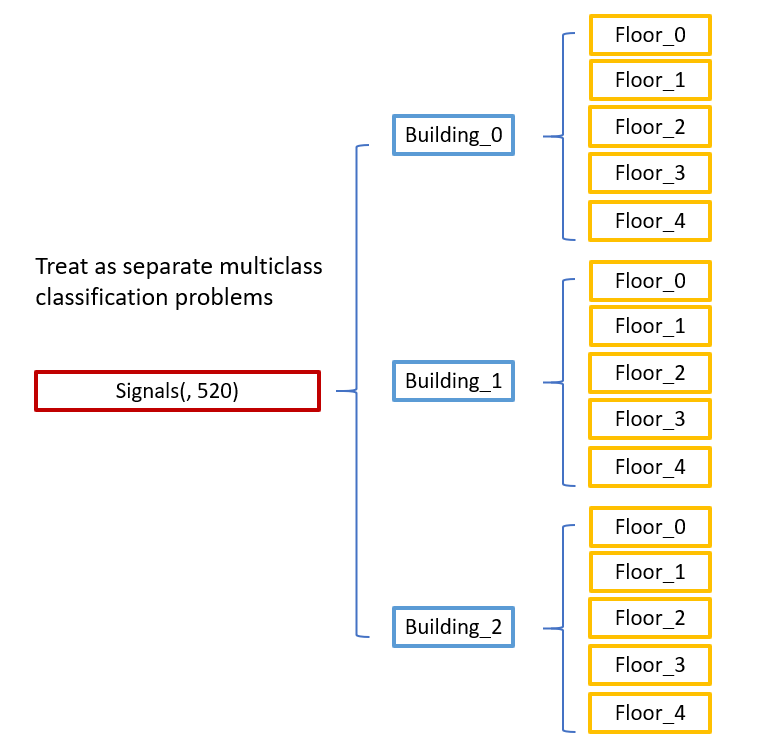 Treat as separate multiclass
classification problems
Signals(, 520)
Building_0
Floor_0
Floor_1
Floor_2
Floor_3
Floor_4
Building_1
Floor_0
Floor_1
Floor_2
Floor_3
Floor_4
Building_2
Floor_0
Floor_1
Floor_2
Floor_3
Floor_4